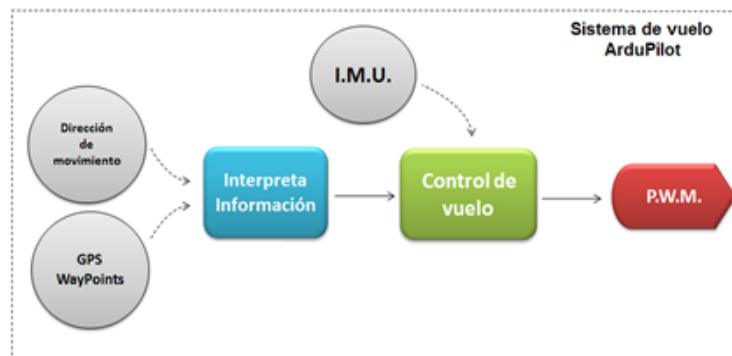 Sistema de vuelo
ArduPilot
I.M.U.
Dirección
de
movimiento
Interpreta
Información
Control de
vuelo
P.W.M.
GPS
WayPoints